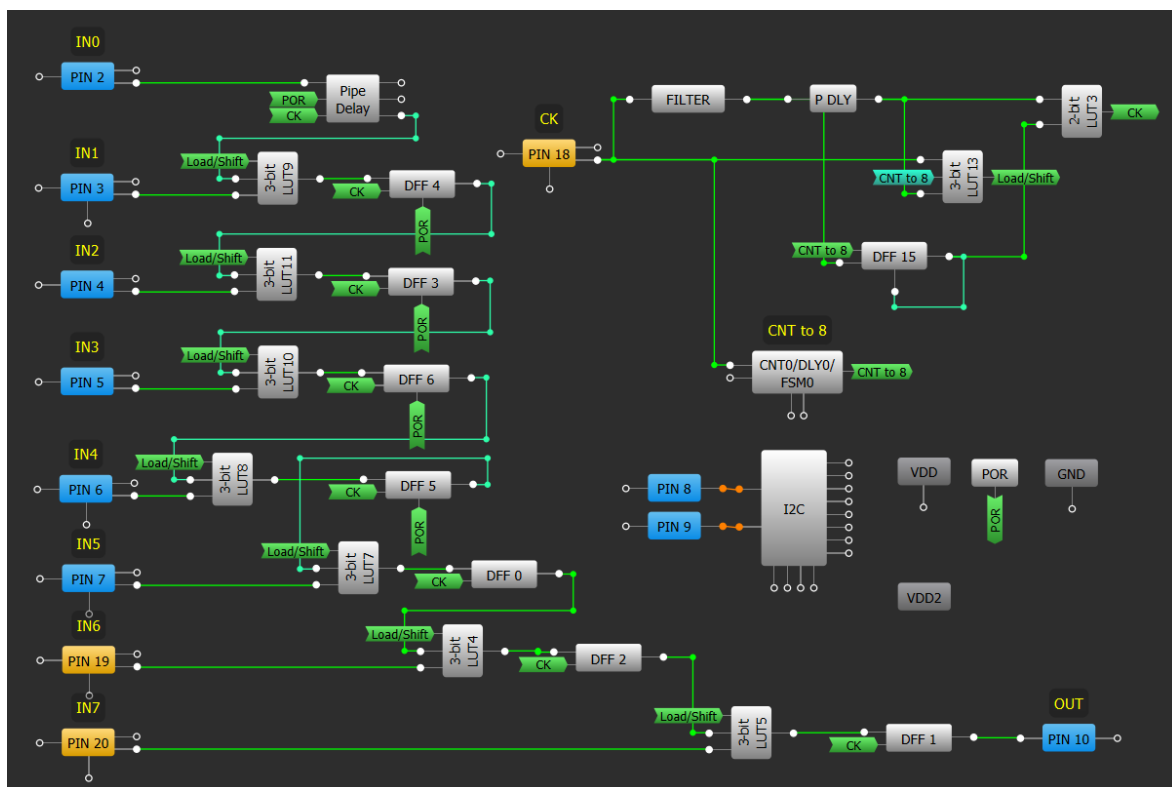 IN0
PIN 2
Pipe
Delay
POR
CK
IN1
PIN 3
Load/Shift
3-bit
LUT9
CK
DFF 4
POR
IN2
PIN 4
Load/Shift
3-bit
LUT11
CK
DFF 3
POR
IN3
PIN 5
Load/Shift
3-bit
LUT10
CK
DFF 6
POR
IN4
PIN 6
Load/Shift
3-bit
LUT8
CK
DFF 5
POR
IN5
PIN 7
Load/Shift
3-bit
LUT7
CK
DFF 0
IN6
PIN 19
Load/Shift
3-bit
LUT4
CK
DFF 2
IN7
PIN 20
Load/Shift
3-bit
LUT5
CK
DFF 1
OUT
PIN 10
CK
PIN 18
FILTER
P DLY
2-bit
LUT3
CK
CNT to 8
3-bit
LUT13
Load/Shift
CNT to 8
DFF 15
CNT to 8
CNT0/DLY0/
FSM0
CNT to 8
PIN 8
PIN 9
I2C
VDD
POR
POR
GND
VDD2